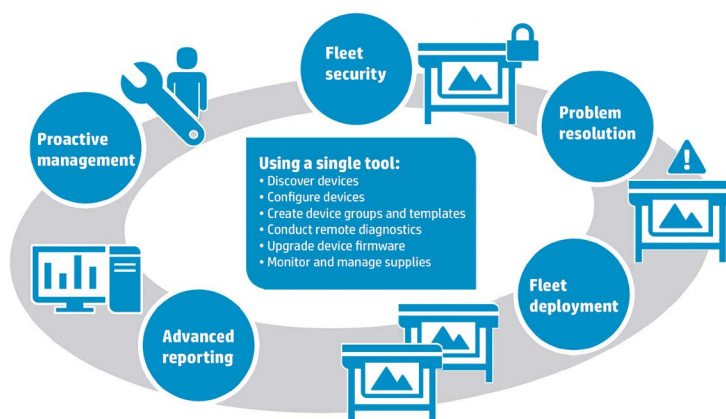 Fleet
security
Problem
resolution
Proactive
management
Using a single tool:
• Discover devices
• Configure devices
• Create device groups and templates
• Conduct remote diagnostics
• Upgrade device firmware
• Monitor and manage supplies
Fleet
deployment
Advanced
reporting